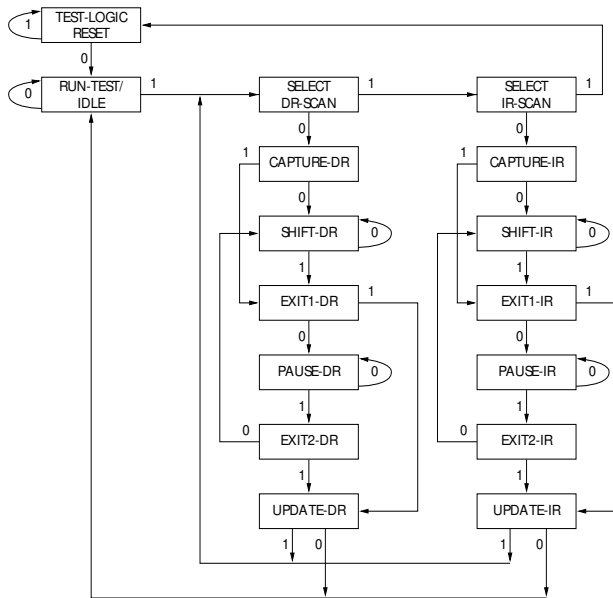 1
TEST-LOGIC
RESET
0
0
RUN-TEST/
IDLE
1
SELECT
DR-SCAN
1
SELECT
IR-SCAN
1
0
0
1
CAPTURE-DR
1
CAPTURE-IR
0
0
SHIFT-DR
0
SHIFT-IR
0
1
1
EXIT1-DR
1
EXIT1-IR
1
0
0
PAUSE-DR
0
PAUSE-IR
0
1
1
0
EXIT2-DR
0
EXIT2-IR
1
1
UPDATE-DR
UPDATE-IR
1
0
1
0